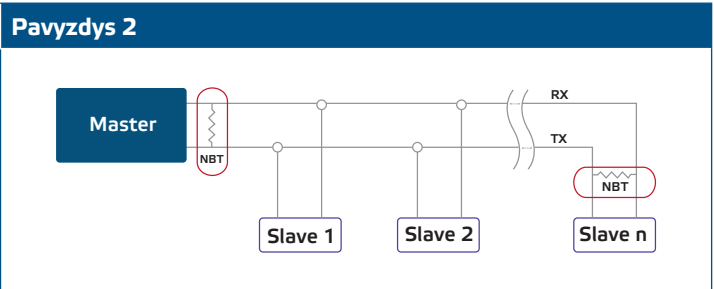 Pavyzdys 2
RX
Master
TX
NBT
NBT
Slave 1
Slave 2
Slave n